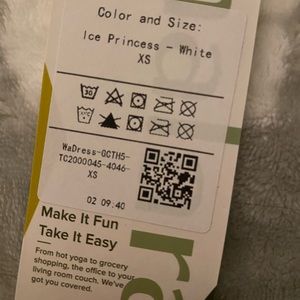 Color and Size:
Ice Princess - White
XS
30
WaDress-GCTH5-
TC2000045-4046-
XS
02 09:40
Make It Fun
Take It Easy
From hot yoga to grocery
shopping, the office to your
living room couch. We've
got you covered.